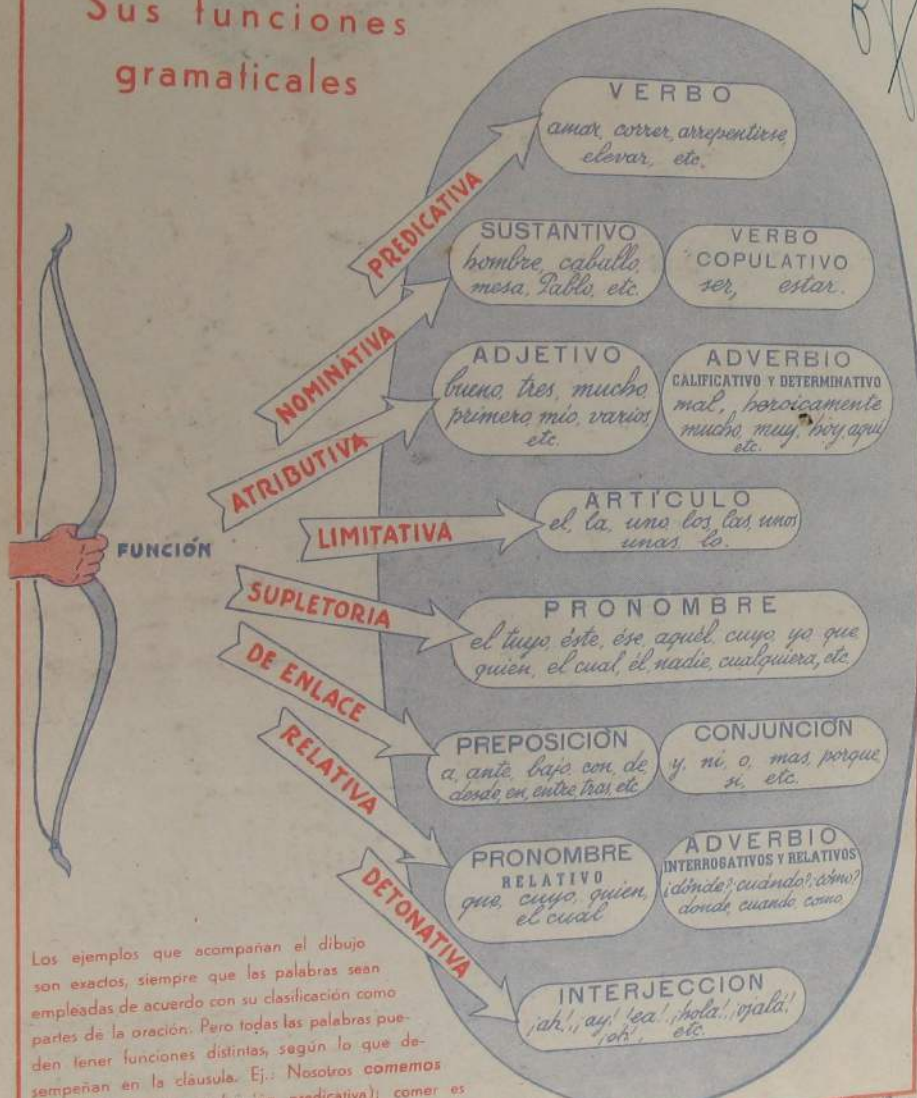 Sus funciones
gramaticales
VERBO
amar, correr, arrepentirse,
elevar, etc.
PREDICATIVA
SUSTANTIVO
hombre, caballo,
mesa, Pablo, etc.
VERBO
COPULATIVO
ser, estar.
NOMINATIVA
ADJETIVO
bueno, tres, mucho,
primero, mío, varios,
etc.
ADVERBIO
CALIFICATIVO Y DETERMINATIVO
mal, heroicamente
mucho, muy, hoy, aquí,
etc.
ATRIBUTIVA
ARTÍCULO
el, la, uno, los, las, unos
unas, lo.
LIMITATIVA
FUNCIÓN
PRONOMBRE
el tuyo, éste, ése, aquél, cuyo, yo, que,
quien, el cual, él, nadie, cualquiera, etc.
SUPLETORIA
DE ENLACE
PREPOSICIÓN
a, ante, bajo, con, de,
desde, en, entre, tras, etc.
CONJUNCIÓN
y, ni, o, mas, porque,
si, etc.
RELATIVA
PRONOMBRE
RELATIVO
que, cuyo, quien,
el cual
ADVERBIO
INTERROGATIVOS Y RELATIVOS
¿dónde?, ¿cuándo?, ¿cómo?
donde, cuando, como,
DETONATIVA
INTERJECCION
¡ah!, ¡ay! ¡ea!, ¡hola!, ¡ojalá!,
¡oh!, etc.
Los ejemplos que acompañan el dibujo
son exactos, siempre que las palabras sean
empleadas de acuerdo con su clasificación como
partes de la oración. Pero todas las palabras pue-
den tener funciones distintas, según lo que de-
sempeñan en la cláusula. Ej.: Nosotros comemos
predicativa); comer es